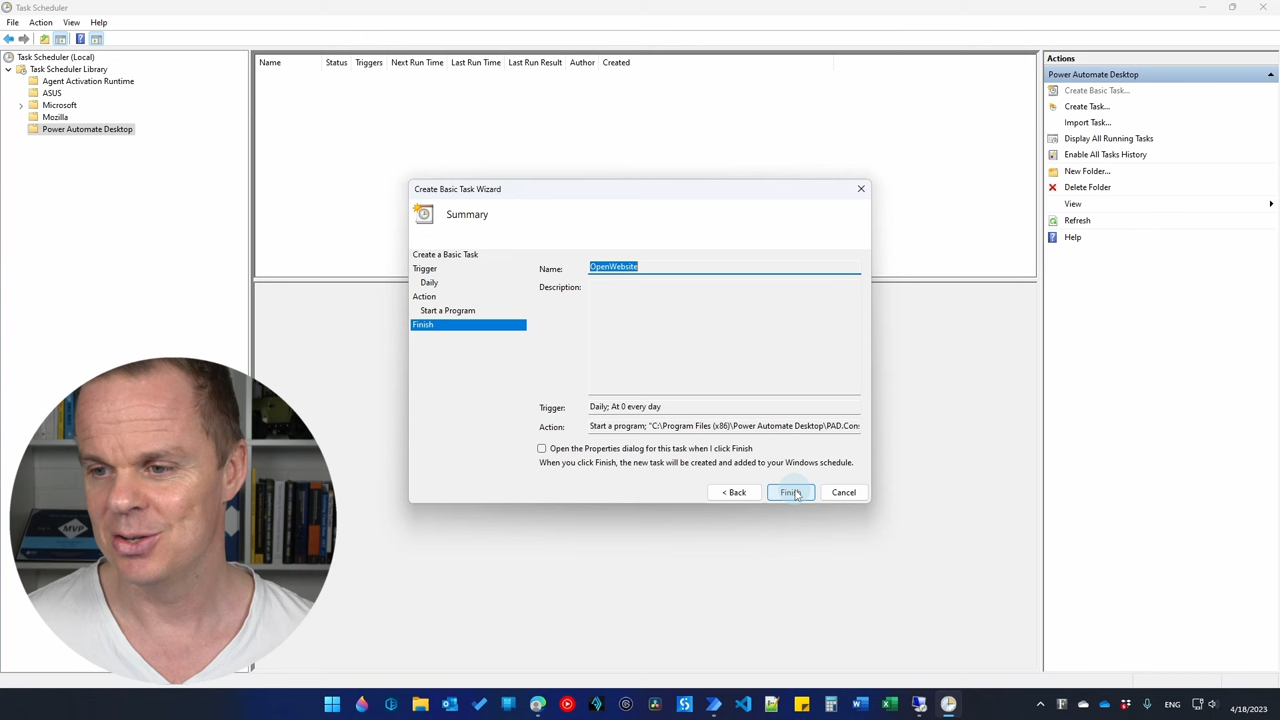 Task Scheduler
File Action View Help
Task Scheduler (Local)
Task Scheduler Library
Agent Activation Runtime
ASUS
Microsoft
Mozilla
Power Automate Desktop
Name Status Triggers Next Run Time Last Run Time Last Run Result Author Created
Actions
Power Automate Desktop
Create Basic Task...
Create Task...
Import Task...
Display All Running Tasks
Enable All Tasks History
New Folder...
Delete Folder
View
Refresh
Help
Create Basic Task Wizard
Summary
Create a Basic Task
Trigger
Daily
Action
Start a Program
Finish
Name: OpenWebsite
Description:
Trigger: Daily; At 0 every day
Action: Start a program; "C:\Program Files (x86)\Power Automate Desktop\PAD.Cons
Open the Properties dialog for this task when I click Finish
When you click Finish, the new task will be created and added to your Windows schedule.
< Back Finish Cancel
MVP
ENG
4/18/2023